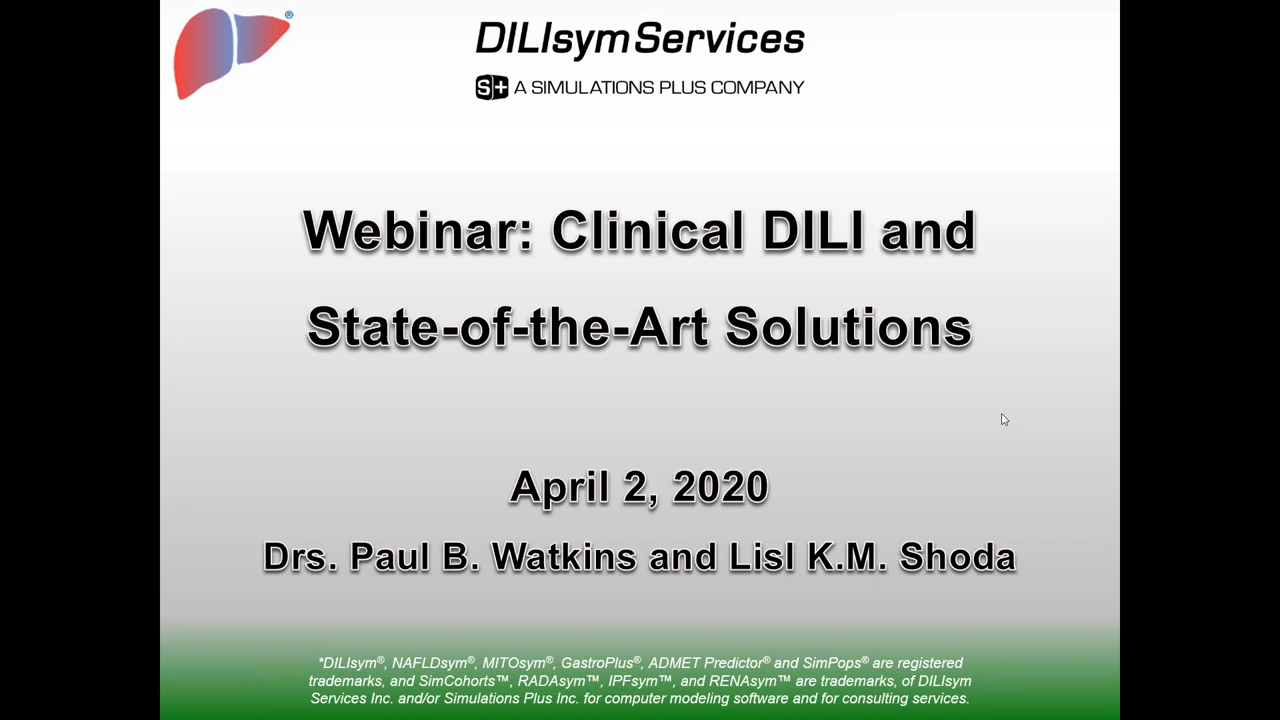 ®
DILIsym Services
S+ A SIMULATIONS PLUS COMPANY
Webinar: Clinical DILI and
State-of-the-Art Solutions
April 2, 2020
Drs. Paul B. Watkins and Lisl K.M. Shoda
*DILIsym®, NAFLDsym®, MITOsym®, GastroPlus®, ADMET Predictor® and SimPops® are registered
trademarks, and SimCohorts™, RADAsym™, IPFsym™, and RENAsym™ are trademarks, of DILIsym
Services Inc. and/or Simulations Plus Inc. for computer modeling software and for consulting services.